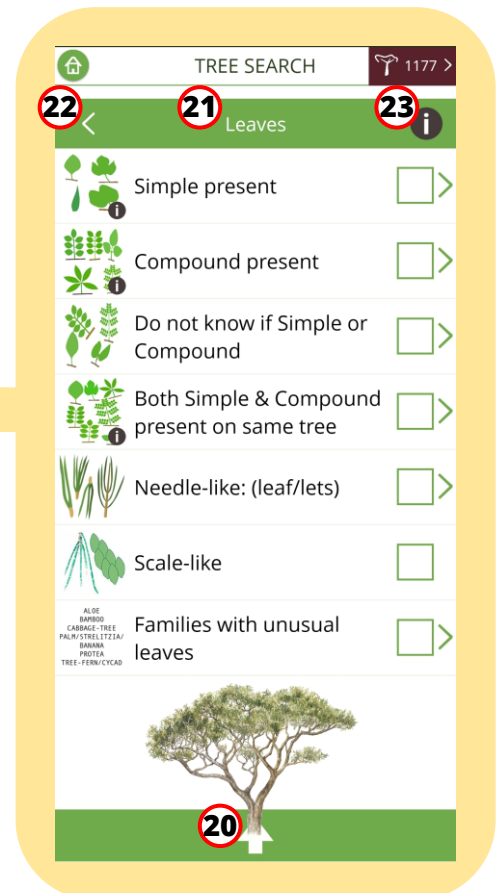 TREE SEARCH
1177 >
22
21
23
Leaves
i
Simple present
i
Compound present
i
Do not know if Simple or
Compound
Both Simple & Compound
present on same tree
i
Needle-like: (leaf/lets)
Scale-like
ALOE
BAMBOO
CABBAGE-TREE
PALM/STRELITZIA/
BANANA
PROTEA
TREE-FERN/CYCAD
Families with unusual
leaves
20